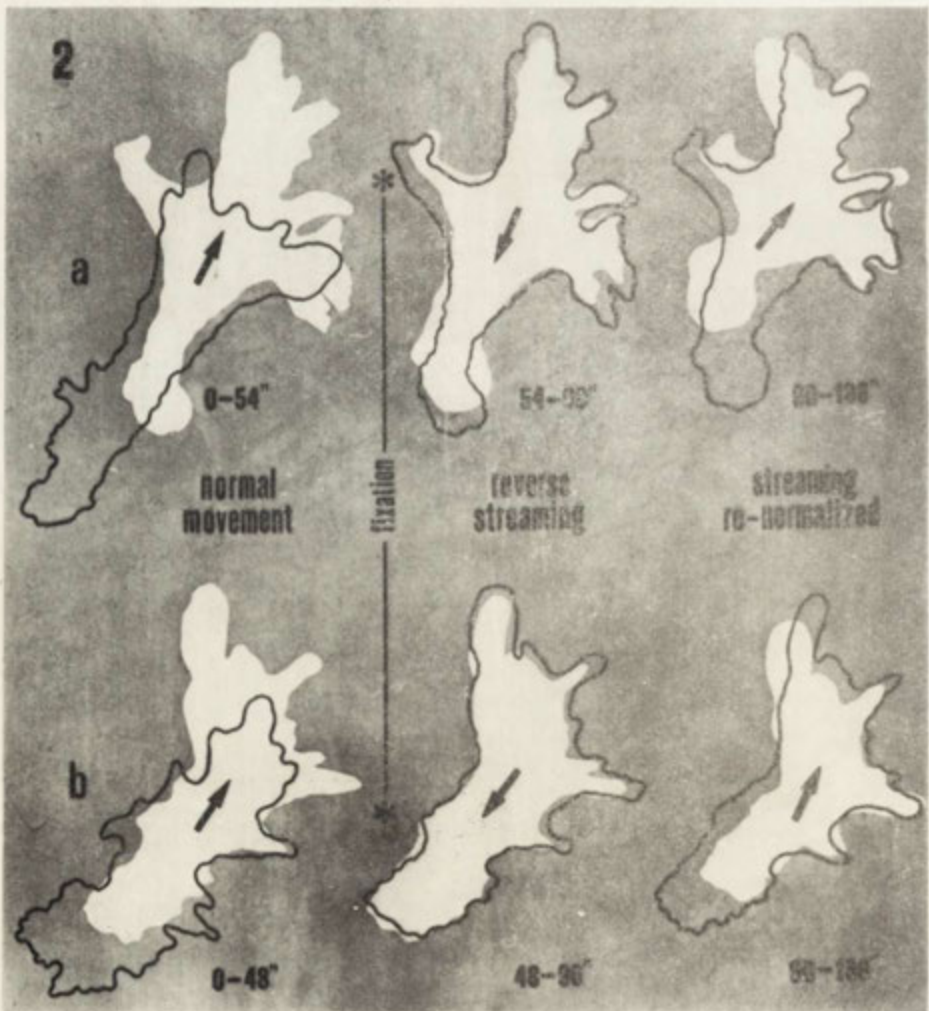 2
a
0-54"
normal
movement
fixation
reverse
streaming
streaming
re-normalized
b
0-48"